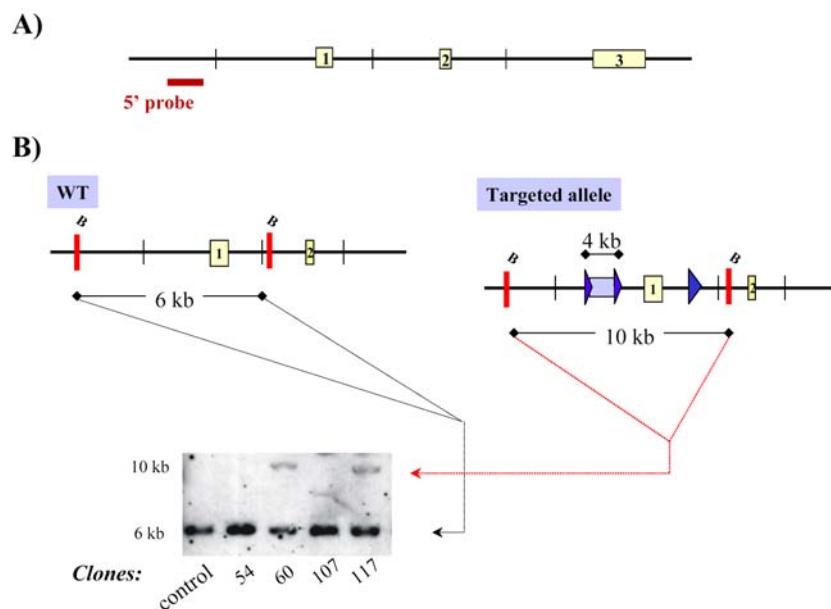 A)
1 2 3
5' probe
B)
WT
Targeted allele
B B
1 2
6 kb
4 kb
B B
1 2
10 kb
10 kb
6 kb
Clones: control 54 60 107 117